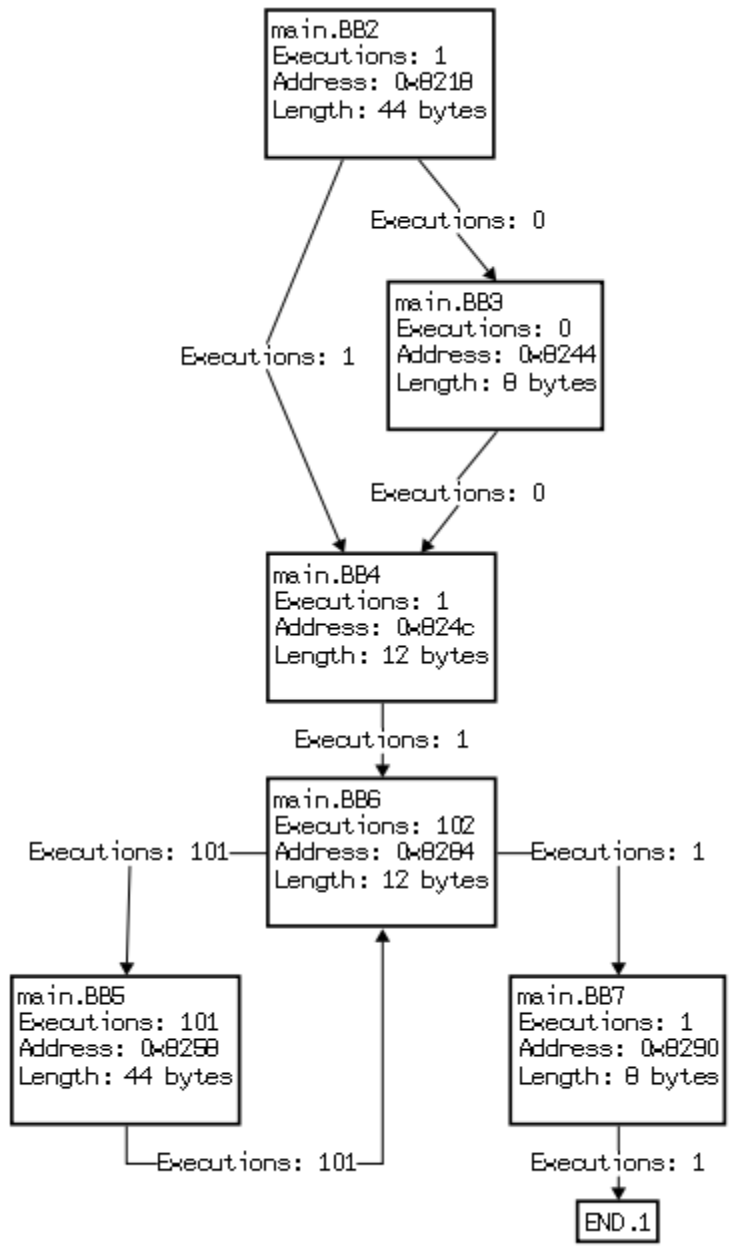 main.BB2
Executions: 1
Address: 0x8218
Length: 44 bytes
Executions: 0
main.BB3
Executions: 0
Address: 0x8244
Length: 8 bytes
Executions: 1
Executions: 0
main.BB4
Executions: 1
Address: 0x824c
Length: 12 bytes
Executions: 1
main.BB6
Executions: 102
Address: 0x8284
Length: 12 bytes
Executions: 101
Executions: 1
main.BB5
Executions: 101
Address: 0x8258
Length: 44 bytes
main.BB7
Executions: 1
Address: 0x8290
Length: 8 bytes
Executions: 101
Executions: 1
END.1